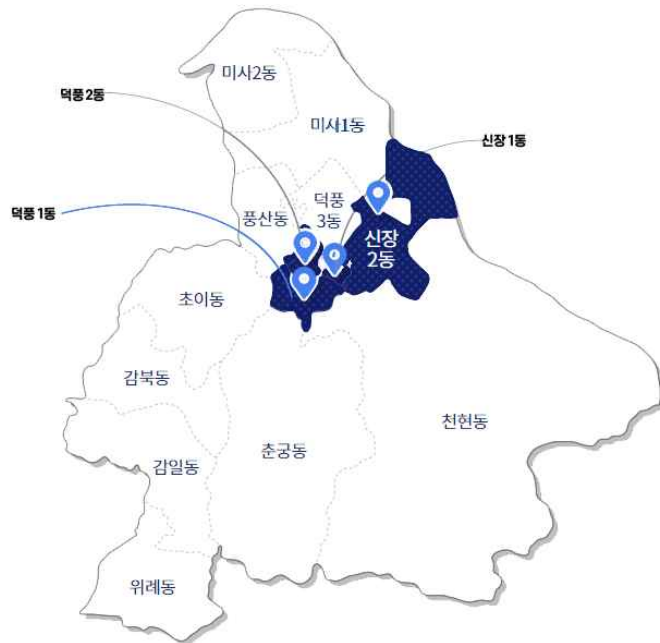 미사2동
덕풍2동
미사1동
신장1동
덕풍
3동
덕풍1동
풍산동
신장
2동
초이동
감북동
천현동
춘궁동
감일동
위례동